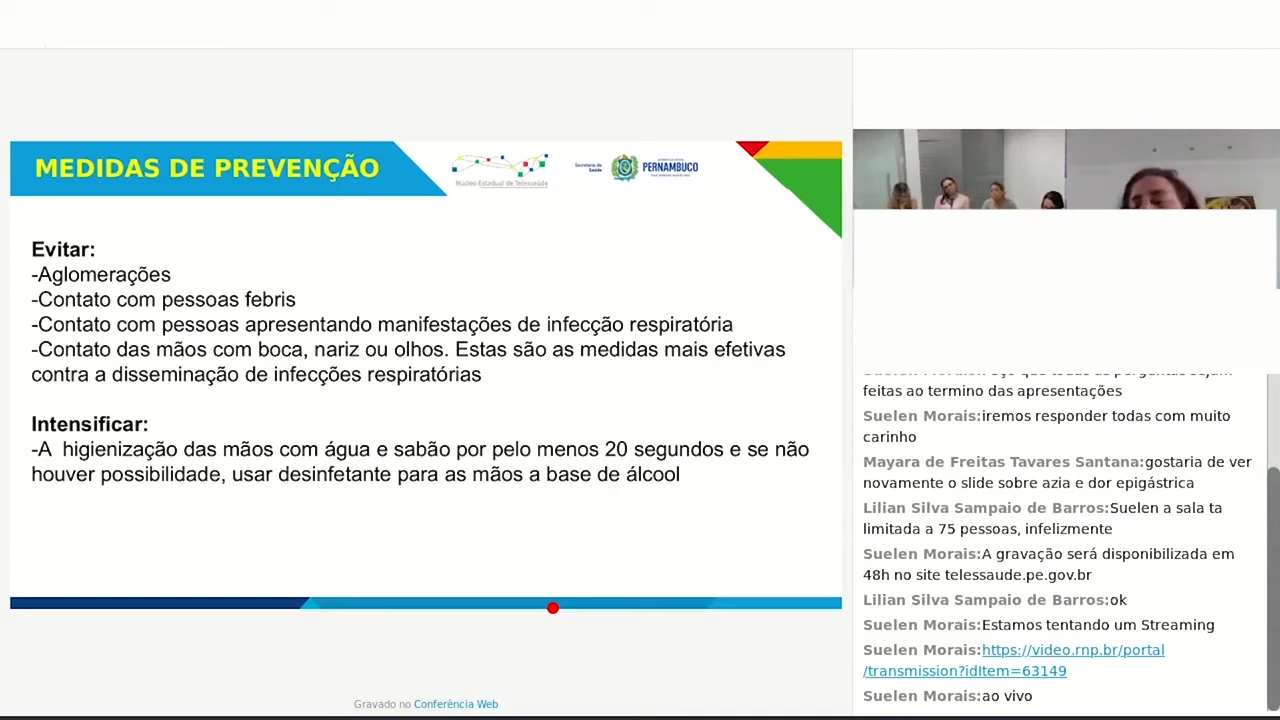 MEDIDAS DE PREVENÇÃO
Núcleo Estadual de Telessaúde
Secretaria de
Saúde
PERNAMBUCO
Evitar:
-Aglomerações
-Contato com pessoas febris
-Contato com pessoas apresentando manifestações de infecção respiratória
-Contato das mãos com boca, nariz ou olhos. Estas são as medidas mais efetivas
contra a disseminação de infecções respiratórias
Intensificar:
-A higienização das mãos com água e sabão por pelo menos 20 segundos e se não
houver possibilidade, usar desinfetante para as mãos a base de álcool
feitas ao termino das apresentações
Suelen Morais:iremos responder todas com muito
carinho
Mayara de Freitas Tavares Santana:gostaria de ver
novamente o slide sobre azia e dor epigástrica
Lilian Silva Sampaio de Barros:Suelen a sala ta
limitada a 75 pessoas, infelizmente
Suelen Morais:A gravação será disponibilizada em
48h no site telessaude.pe.gov.br
Lilian Silva Sampaio de Barros:ok
Suelen Morais:Estamos tentando um Streaming
Suelen Morais:https://video.rnp.br/portal
/transmission?idItem=63149
Suelen Morais:ao vivo
Gravado no Conferência Web